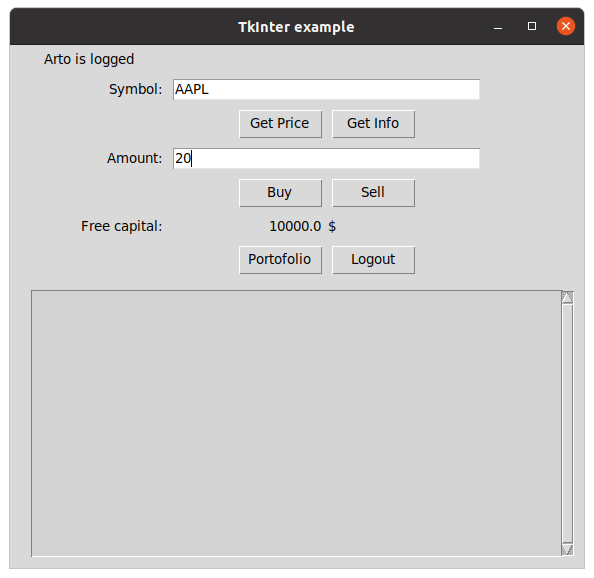 TkInter example
Arto is logged
Symbol: AAPL
Get Price Get Info
Amount: 20
Buy Sell
Free capital: 10000.0 $
Portofolio Logout